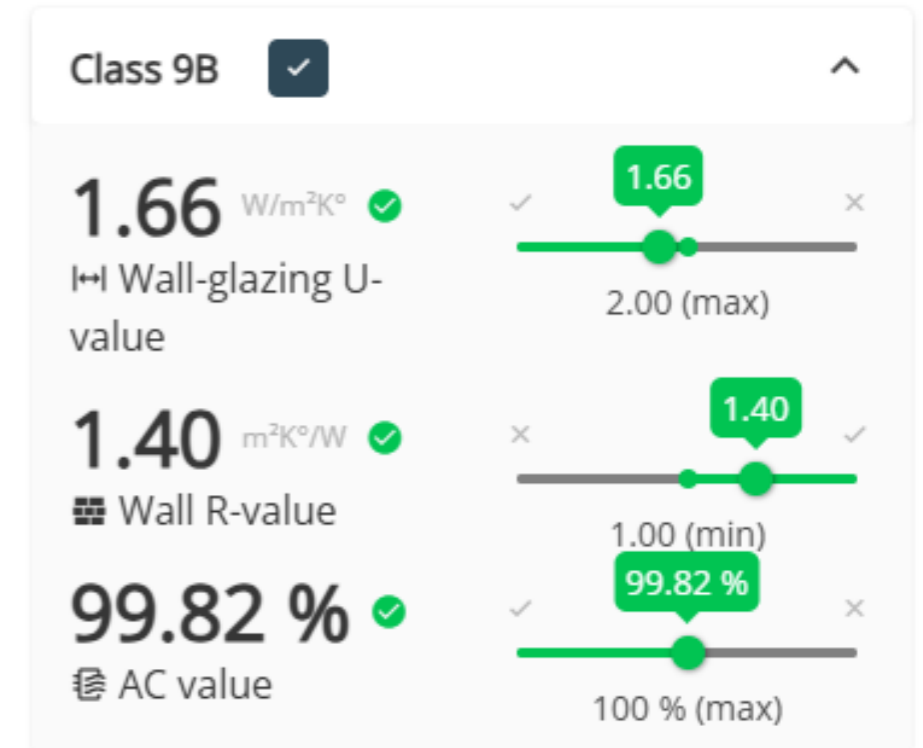 Class 9B
1.66 W/m²K°
Wall-glazing U-
value
1.66
2.00 (max)
1.40 m²K°/W
Wall R-value
1.40
1.00 (min)
99.82 %
AC value
99.82 %
100 % (max)